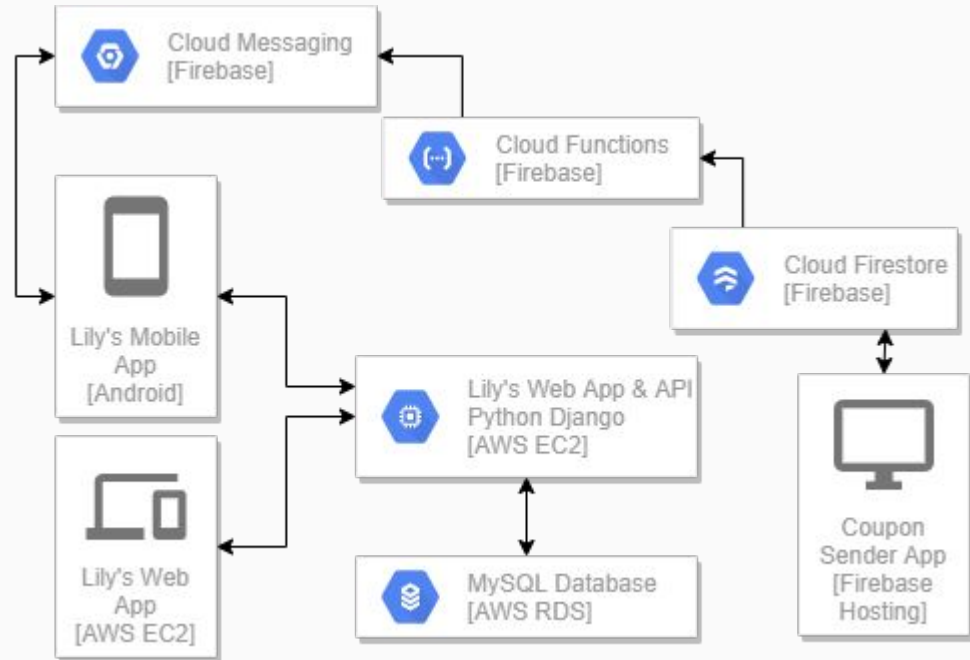 Cloud Messaging
[Firebase]
Cloud Functions
[Firebase]
Cloud Firestore
[Firebase]
Lily's Mobile
App
[Android]
Lily's Web App & API
Python Django
[AWS EC2]
Coupon
Sender App
[Firebase
Hosting]
Lily's Web
App
[AWS EC2]
MySQL Database
[AWS RDS]